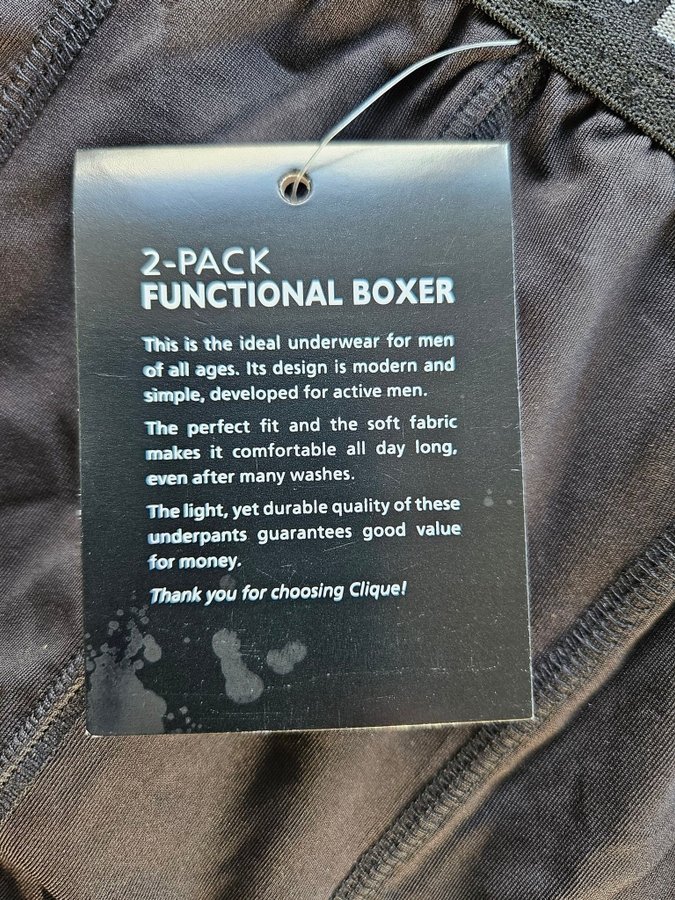 2-PACK
FUNCTIONAL BOXER
This is the ideal underwear for men
of all ages. Its design is modern and
simple, developed for active men.
The perfect fit and the soft fabric
makes it comfortable all day long,
even after many washes.
The light, yet durable quality of these
underpants guarantees good value
for money.
Thank you for choosing Clique!